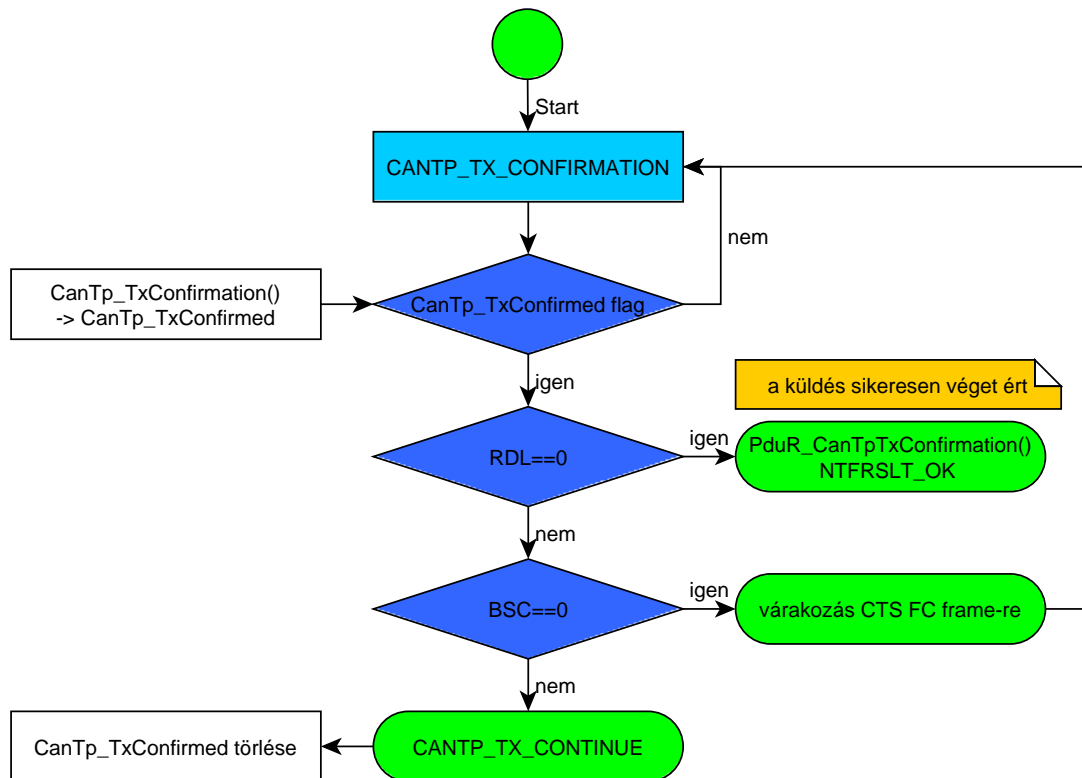 Start
CANTP_TX_CONFIRMATION
nem
CanTp_TxConfirmation()
-> CanTp_TxConfirmed
CanTp_TxConfirmed flag
igen
a küldés sikeresen véget ért
RDL==0
igen
PduR_CanTpTxConfirmation()
NTFRSLT_OK
nem
BSC==0
igen
várakozás CTS FC frame-re
nem
CanTp_TxConfirmed törlése
CANTP_TX_CONTINUE